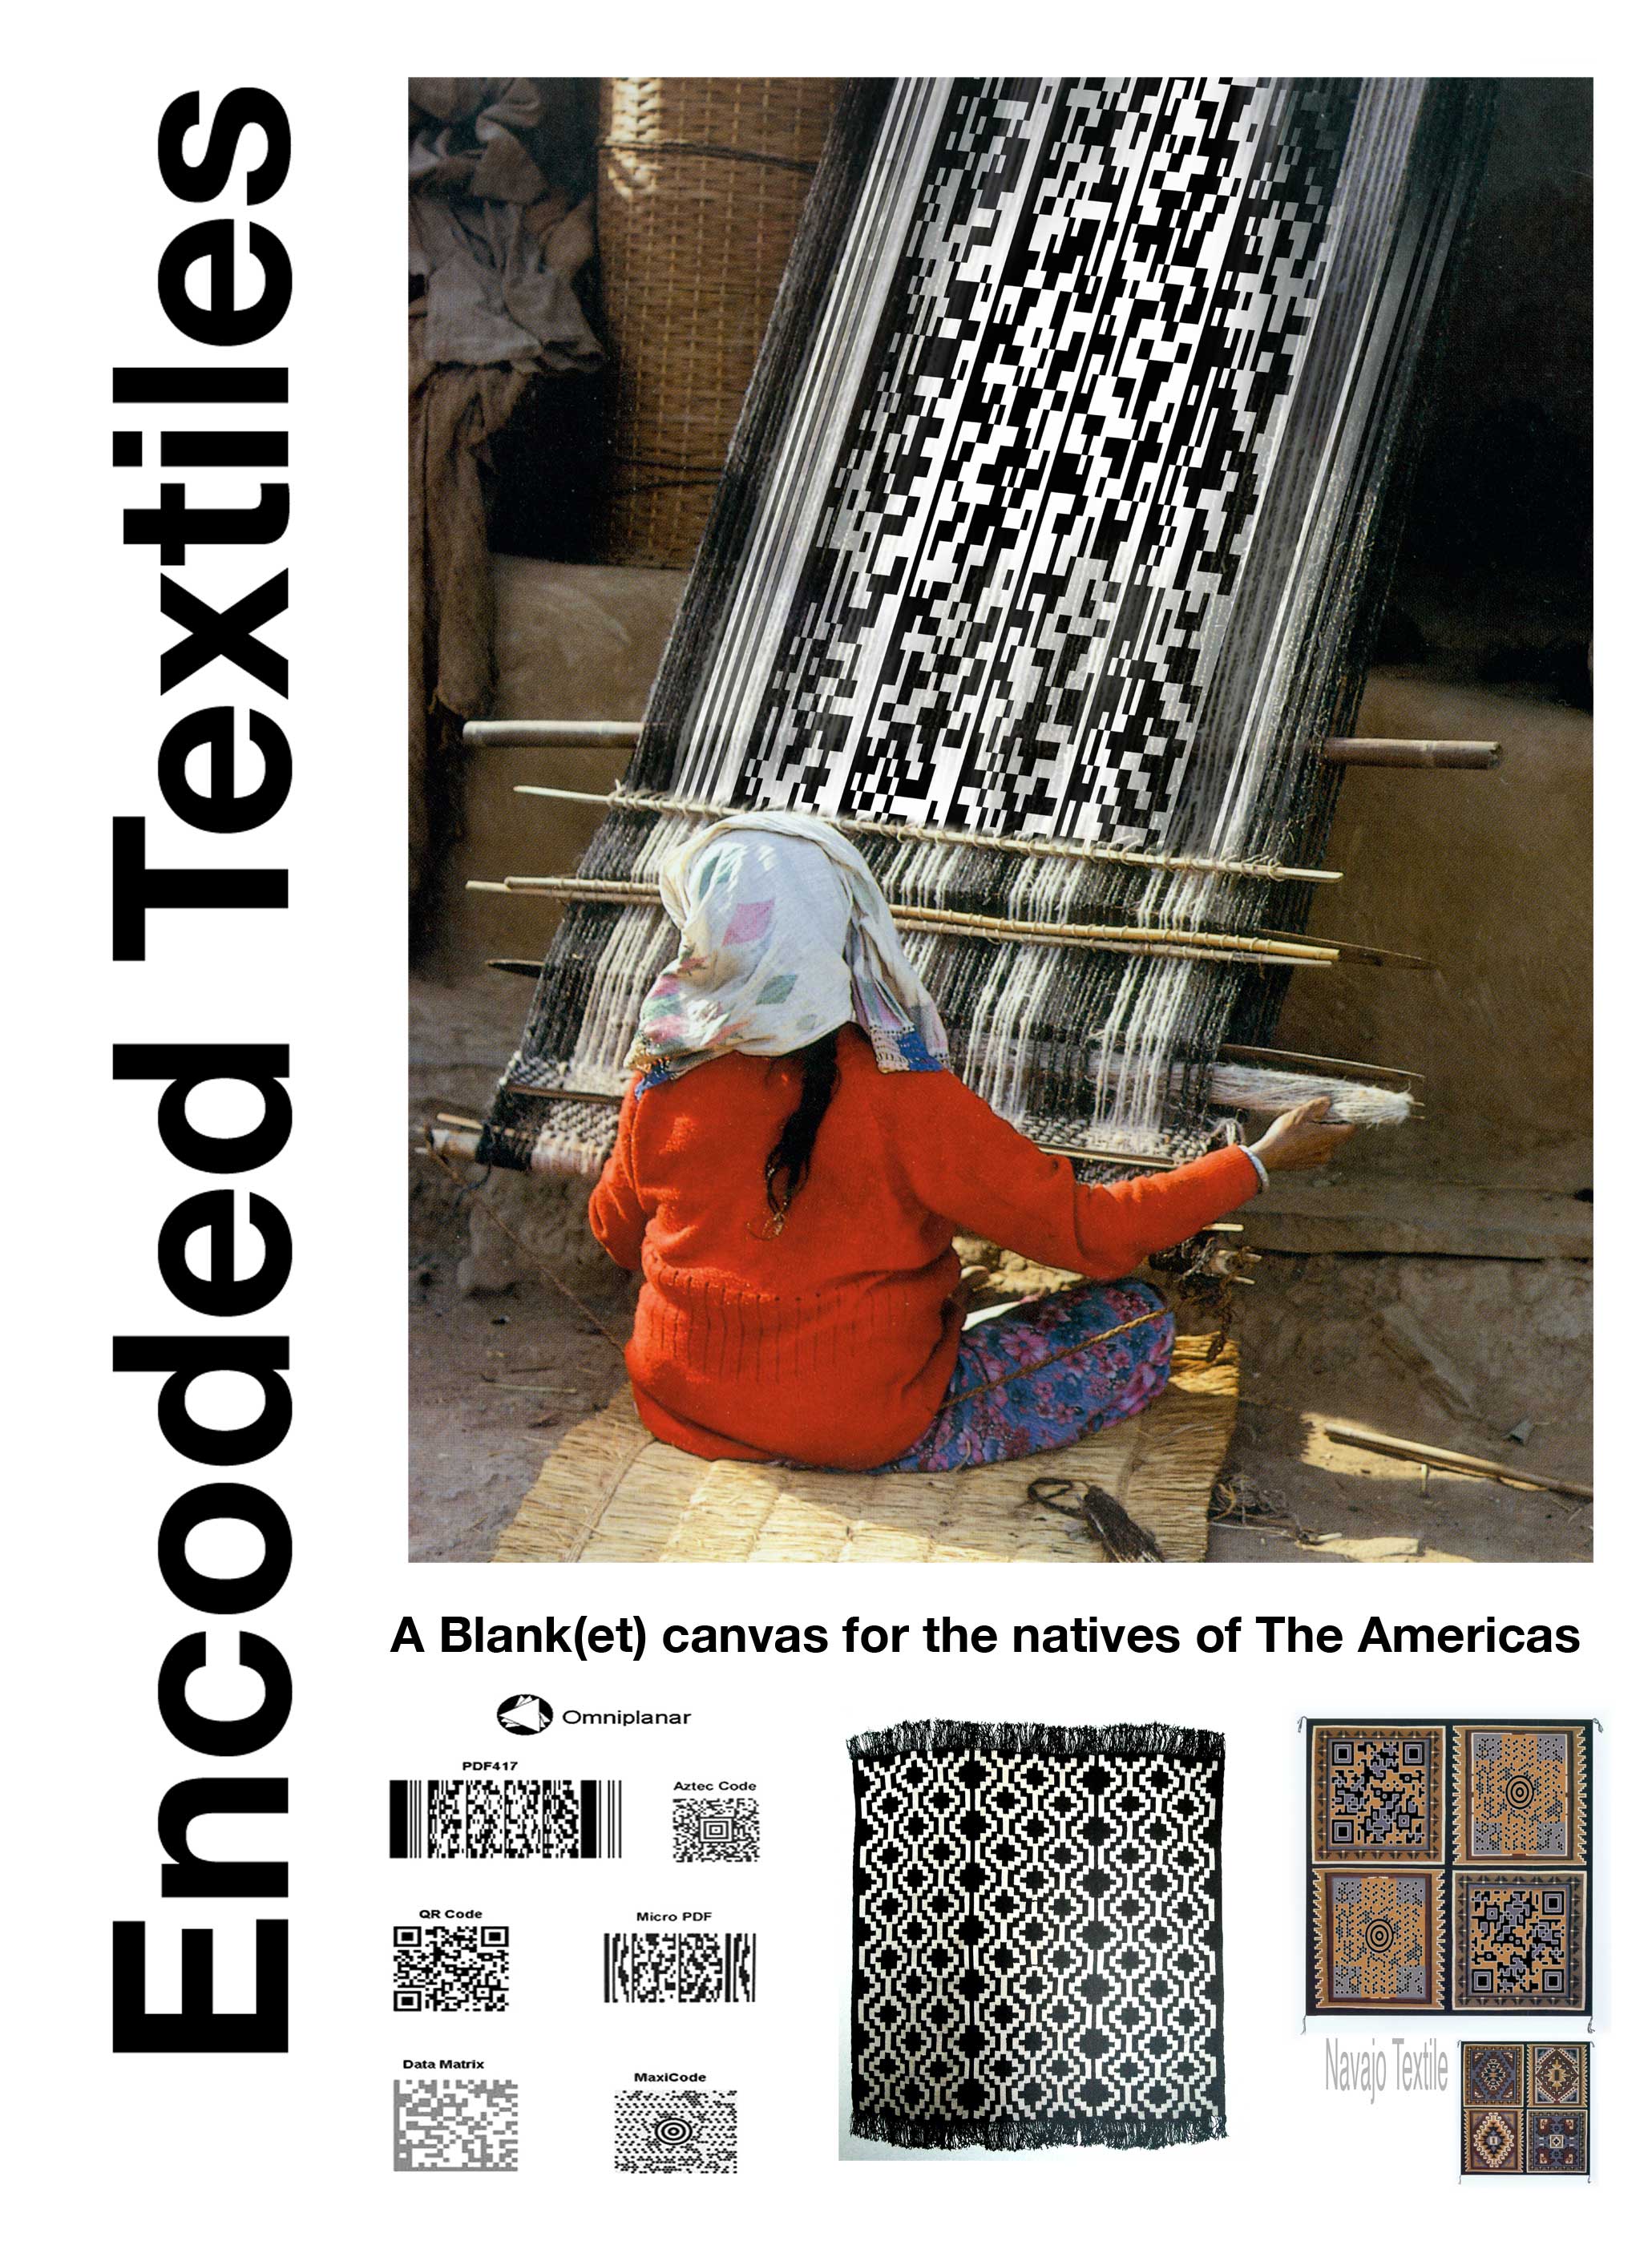 Encoded Textiles
A Blank(et) canvas for the natives of The Americas
Omniplanar
PDF417
Aztec Code
QR Code
Micro PDF
Data Matrix
MaxiCode
Navajo Textile